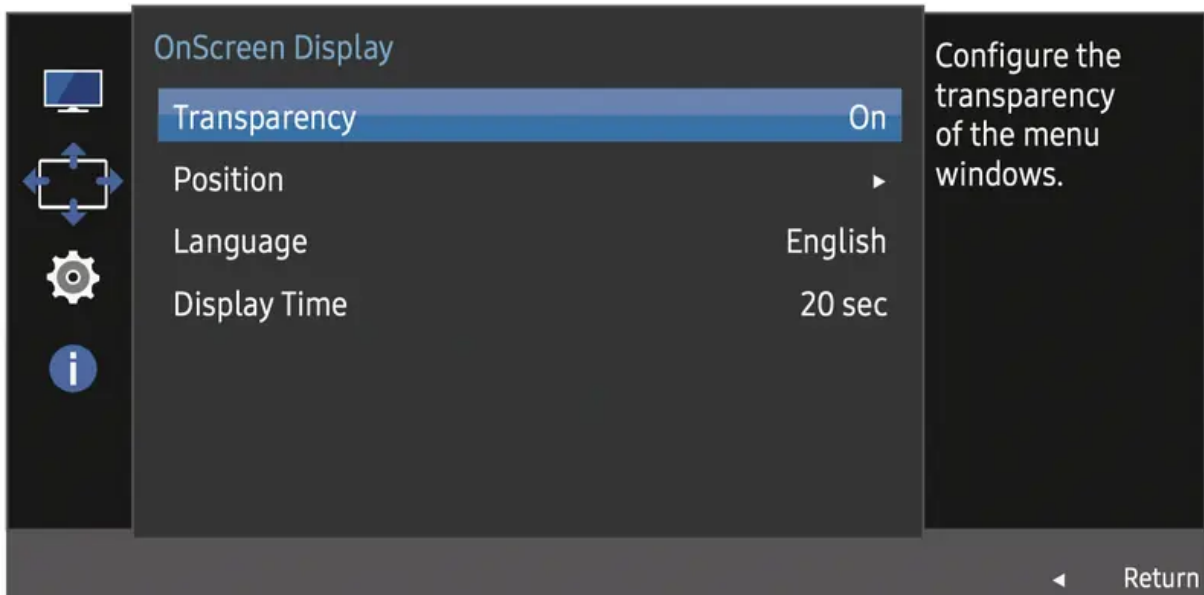 OnScreen Display
Transparency On
Position ▸
Language English
Display Time 20 sec
Configure the
transparency
of the menu
windows.
i
◂ Return